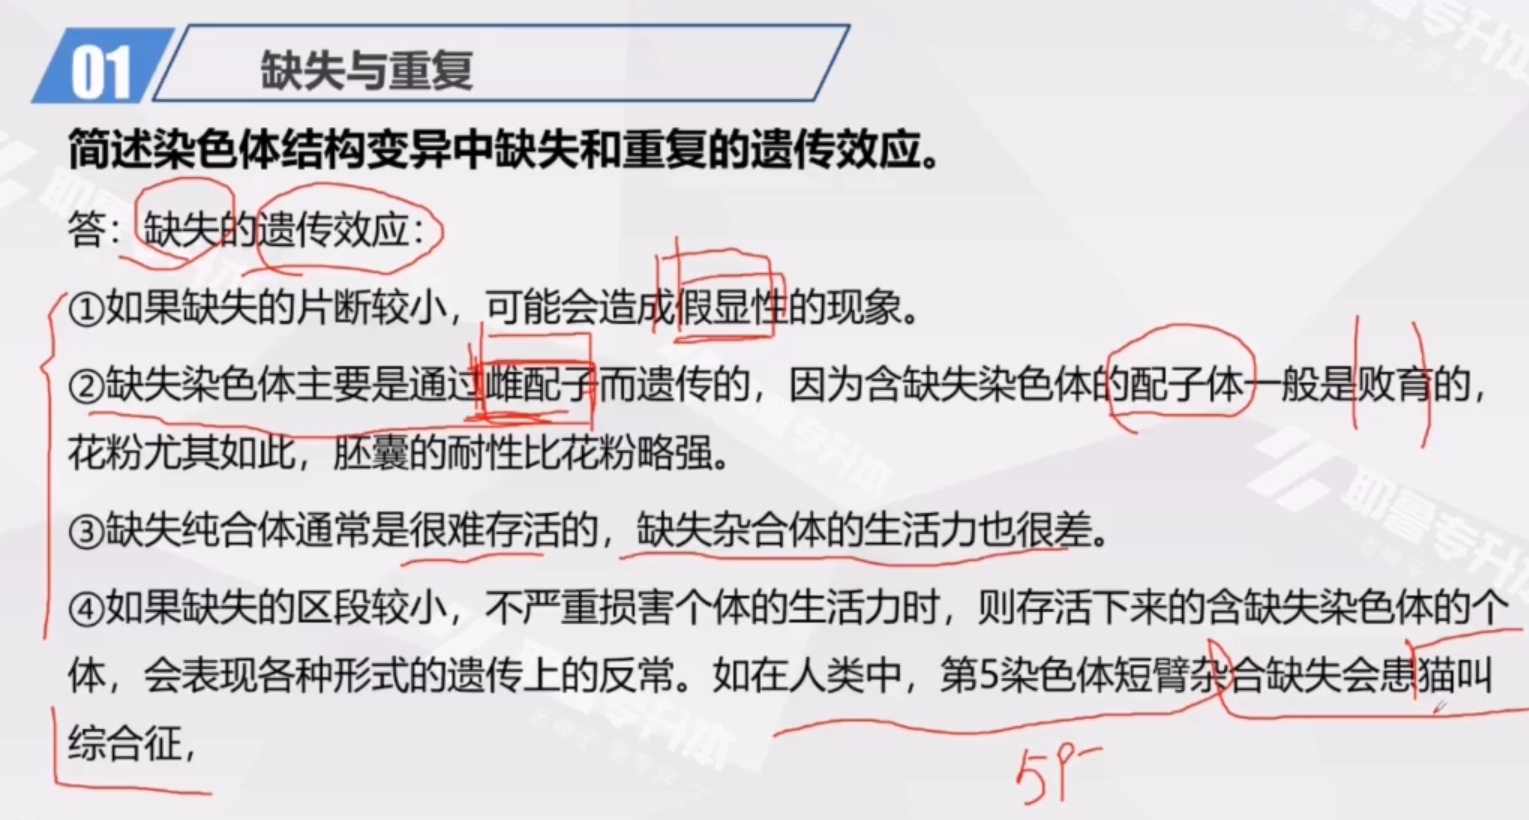 01 缺失与重复
简述染色体结构变异中缺失和重复的遗传效应。
答：缺失的遗传效应：
①如果缺失的片断较小，可能会造成假显性的现象。
②缺失染色体主要是通过雌配子而遗传的，因为含缺失染色体的配子体一般是败育的，
花粉尤其如此，胚囊的耐性比花粉略强。
③缺失纯合体通常是很难存活的，缺失杂合体的生活力也很差。
④如果缺失的区段较小，不严重损害个体的生活力时，则存活下来的含缺失染色体的个
体，会表现各种形式的遗传上的反常。如在人类中，第5染色体短臂杂合缺失会患猫叫
综合征，
5P-
耶鲁专升本